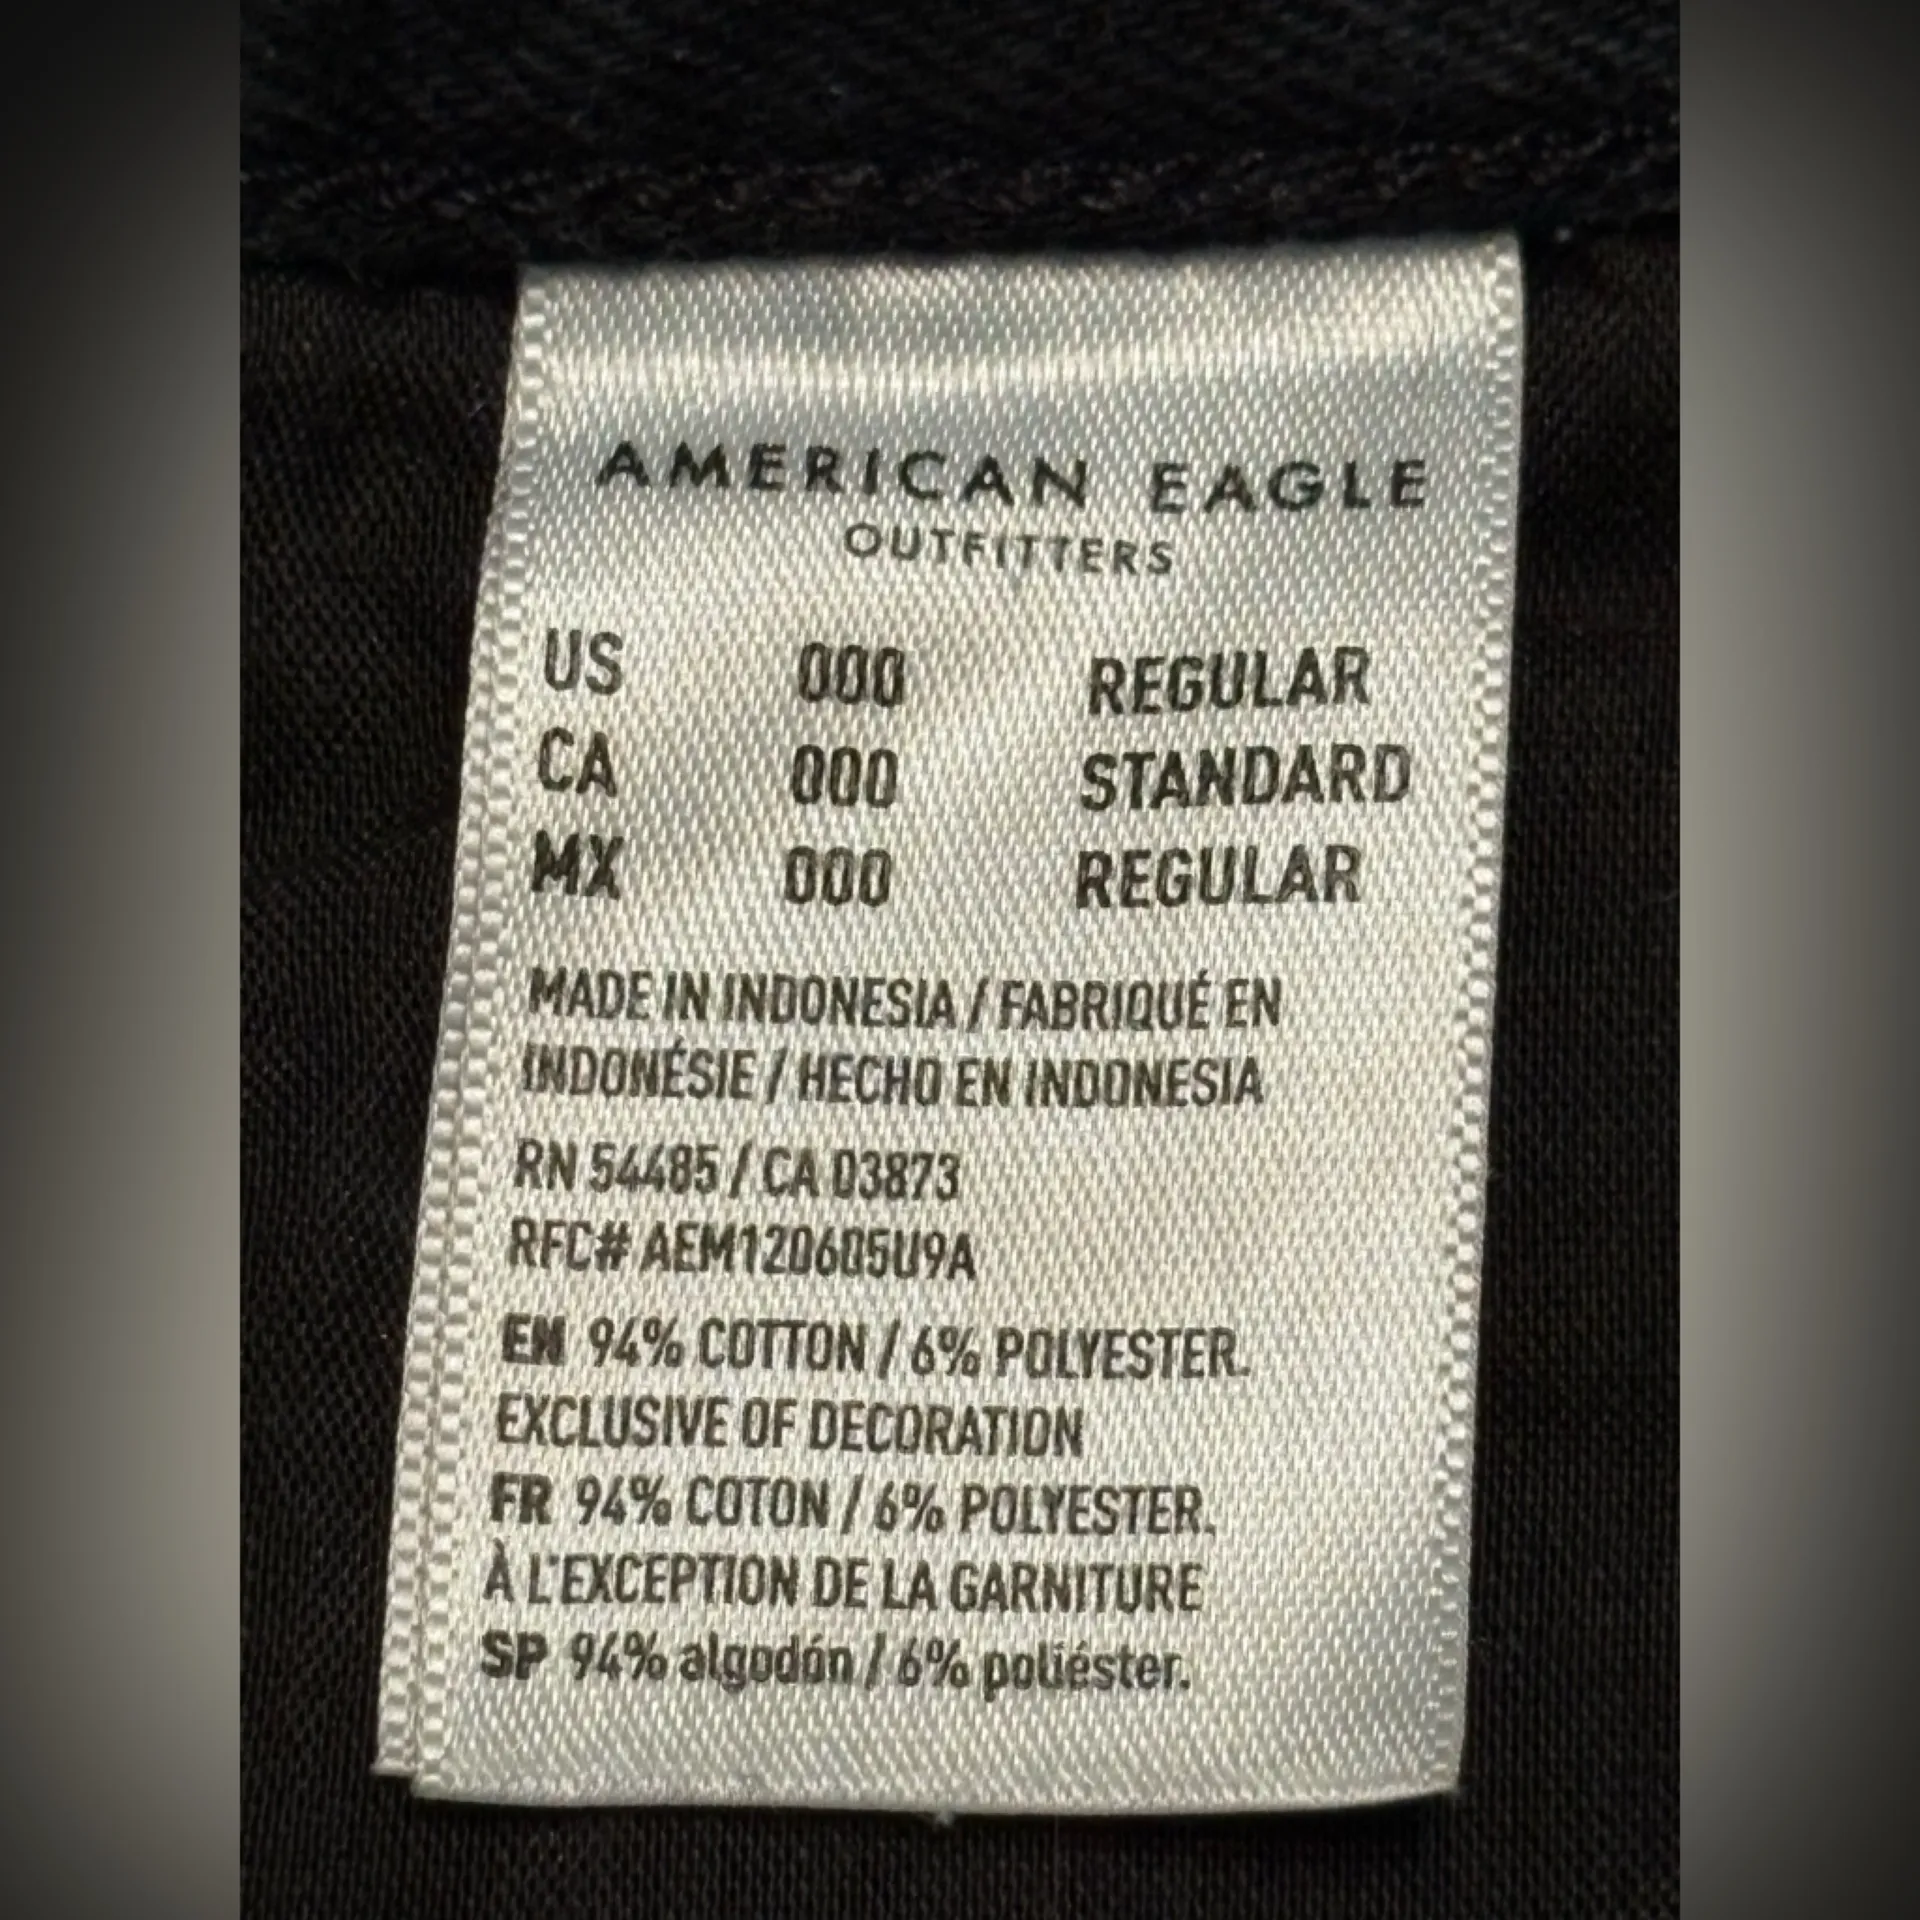 AMERICAN EAGLE
OUTFITTERS
US 000 REGULAR
CA 000 STANDARD
MX 000 REGULAR
MADE IN INDONESIA / FABRIQUÉ EN
INDONÉSIE / HECHO EN INDONESIA
RN 54485 / CA 03873
RFC# AEM120605U9A
EN 94% COTTON / 6% POLYESTER.
EXCLUSIVE OF DECORATION
FR 94% COTON / 6% POLYESTER.
À L'EXCEPTION DE LA GARNITURE
SP 94% algodón / 6% poliéster.